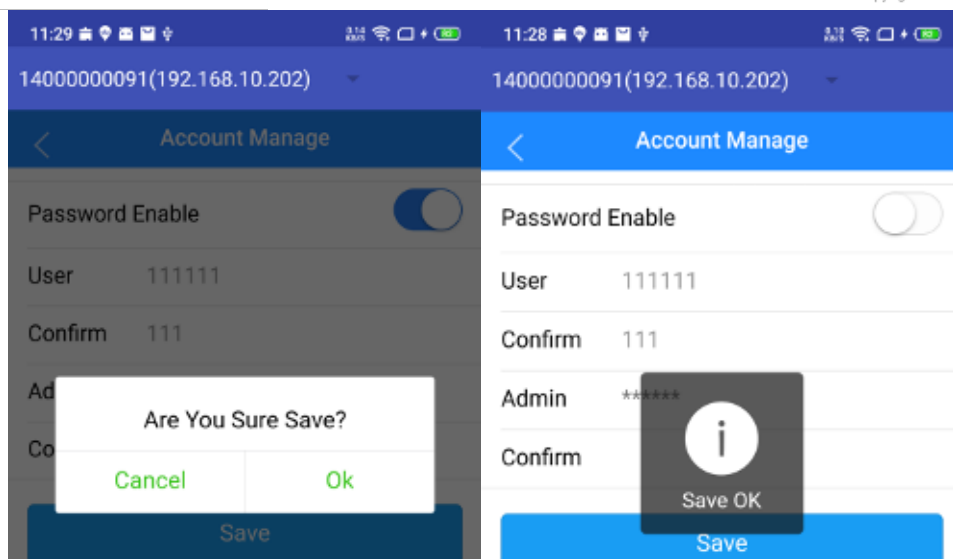 11:29
14000000091(192.168.10.202)
Account Manage
Password Enable
User 111111
Confirm 111
Ad
Are You Sure Save?
Co
Cancel Ok
Save
11:28
14000000091(192.168.10.202)
Account Manage
Password Enable
User 111111
Confirm 111
Admin ******
Confirm
Save OK
Save